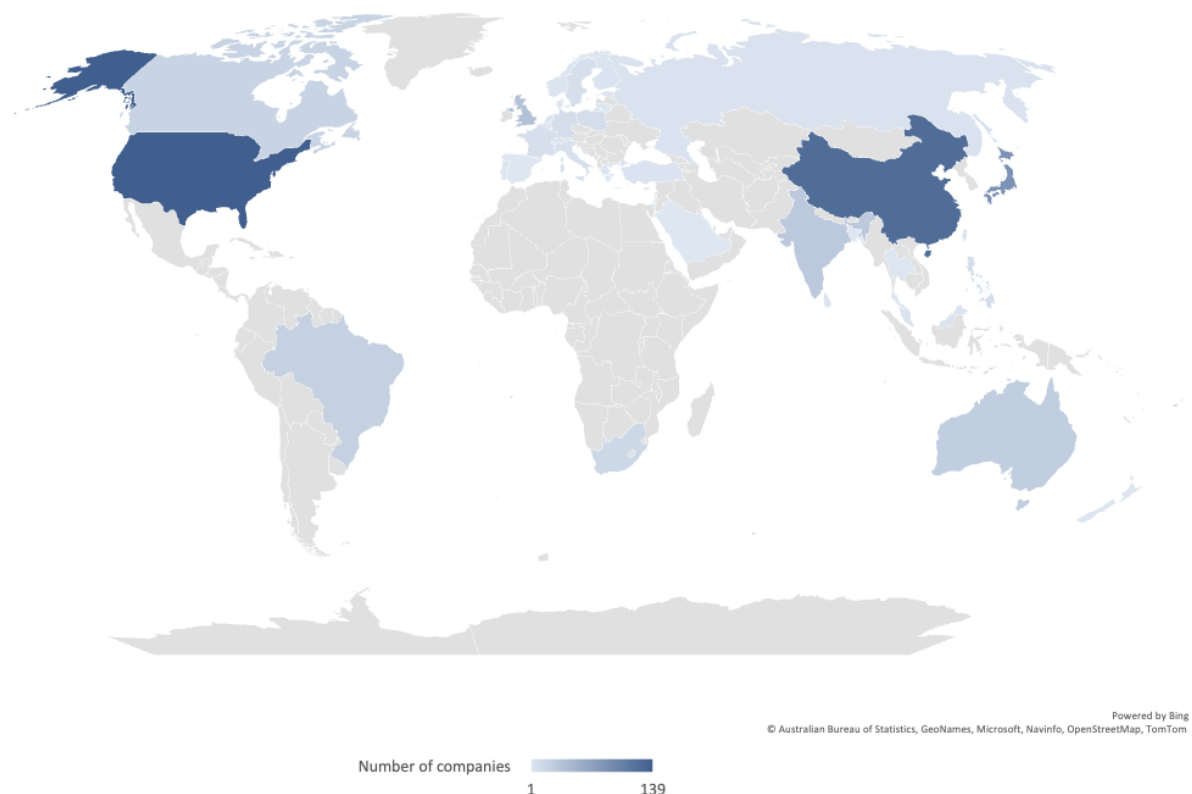 Powered by Bing
© Australian Bureau of Statistics, GeoNames, Microsoft, Navinfo, OpenStreetMap, TomTom
Number of companies
1 139